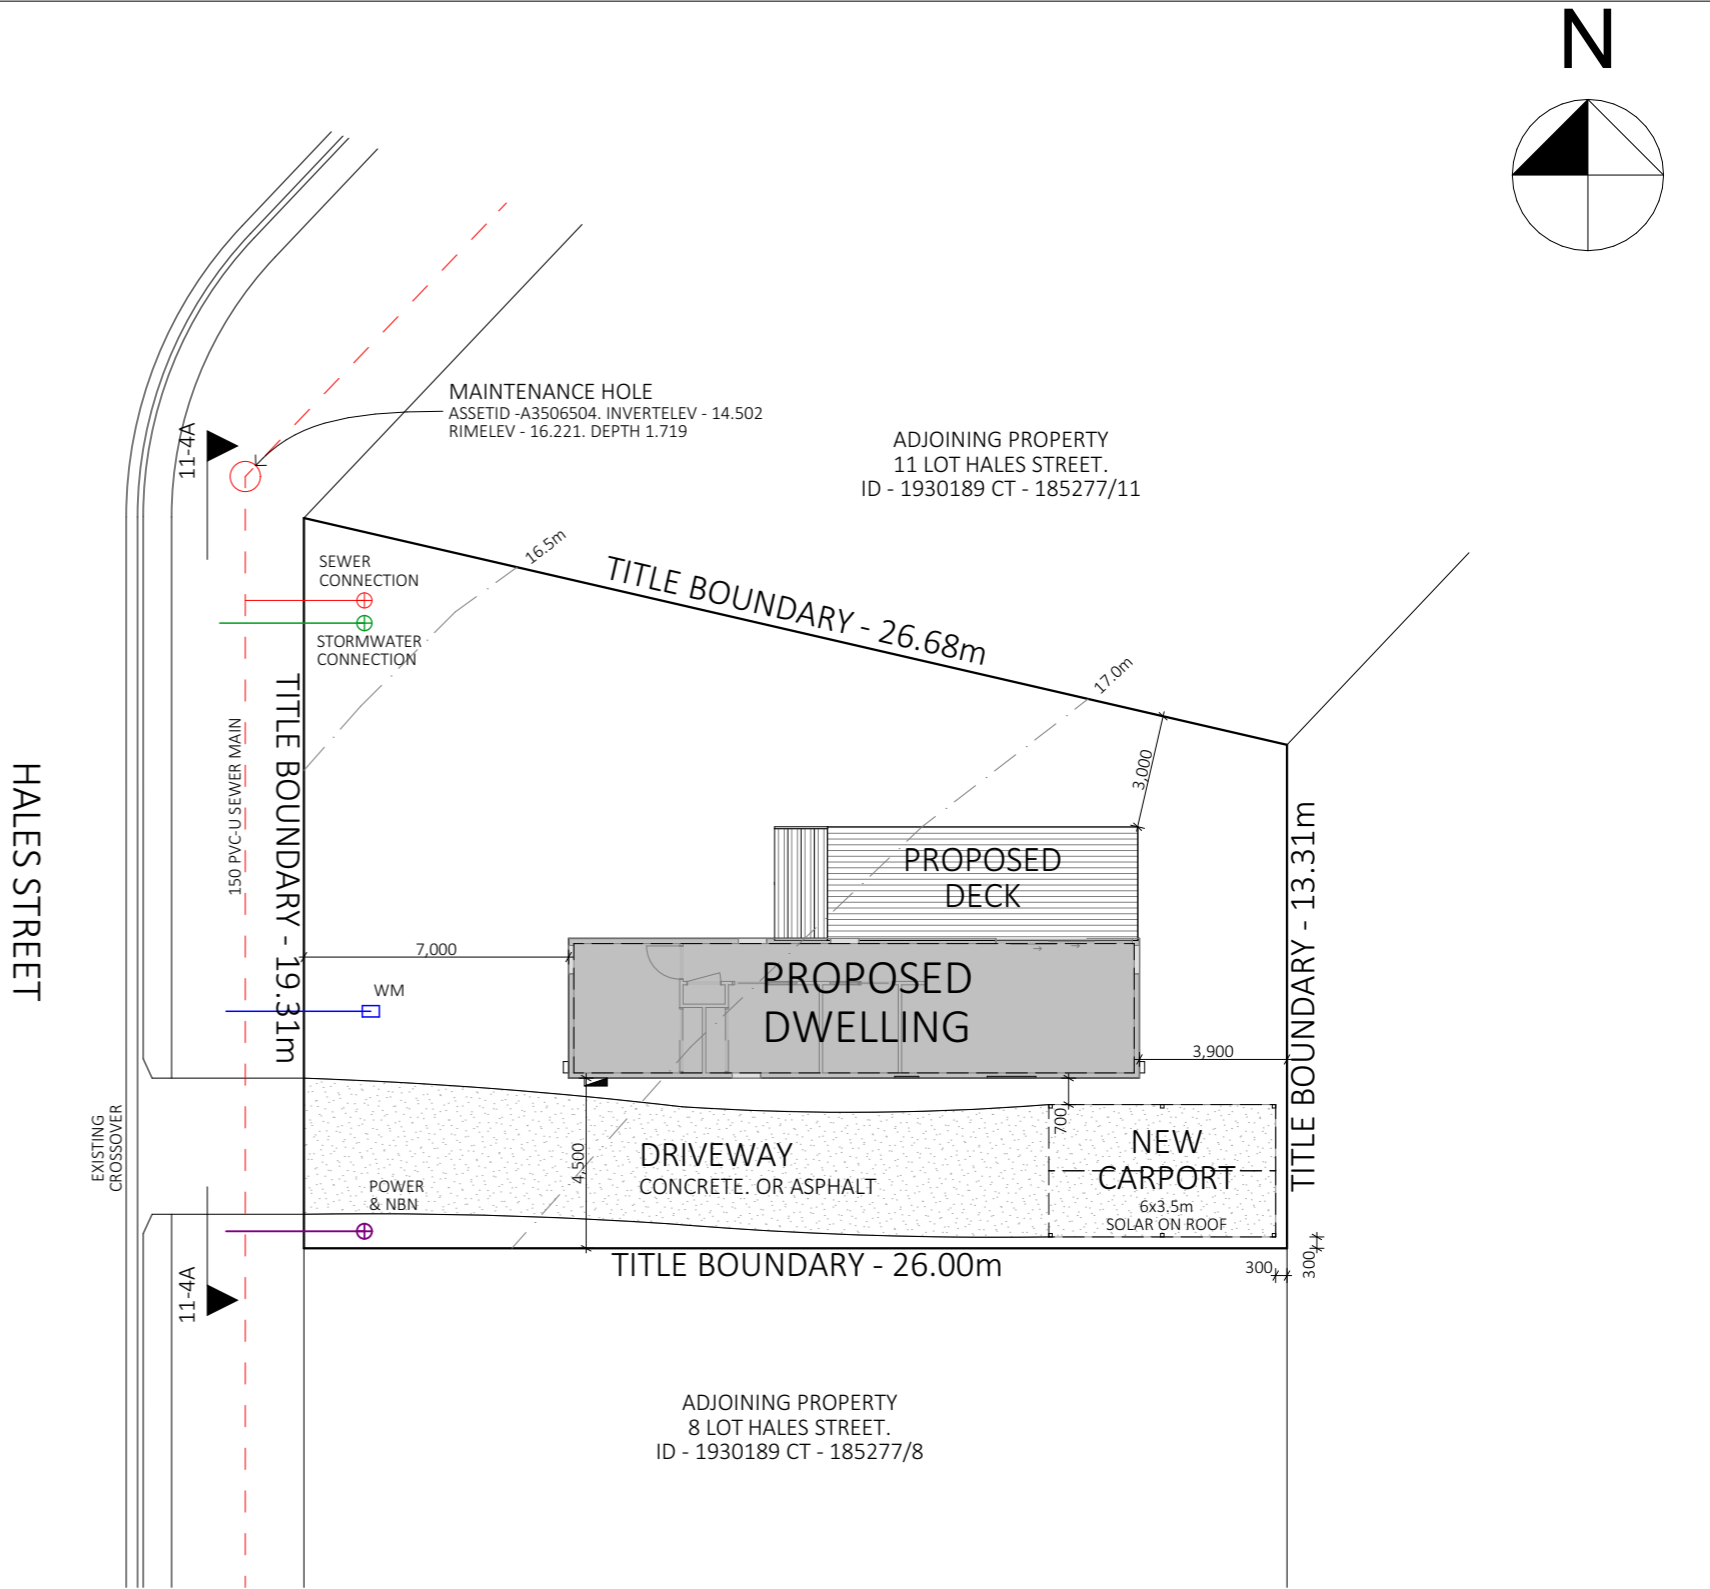 N
MAINTENANCE HOLE
ASSETID -A3506504. INVERTELEV - 14.502
RIMELEV - 16.221. DEPTH 1.719
11-4A
ADJOINING PROPERTY
11 LOT HALES STREET.
ID - 1930189 CT - 185277/11
16.5m
SEWER
CONNECTION
TITLE BOUNDARY - 26.68m
STORMWATER
CONNECTION
17.0m
150 PVC-U SEWER MAIN
TITLE BOUNDARY - 19.31m
HALES STREET
3,000
PROPOSED
DECK
TITLE BOUNDARY - 13.31m
7,000
PROPOSED
DWELLING
WM
3,900
EXISTING
CROSSOVER
700
4,500
DRIVEWAY
CONCRETE. OR ASPHALT
NEW
CARPORT
6x3.5m
SOLAR ON ROOF
POWER
& NBN
TITLE BOUNDARY - 26.00m
300
300
11-4A
ADJOINING PROPERTY
8 LOT HALES STREET.
ID - 1930189 CT - 185277/8